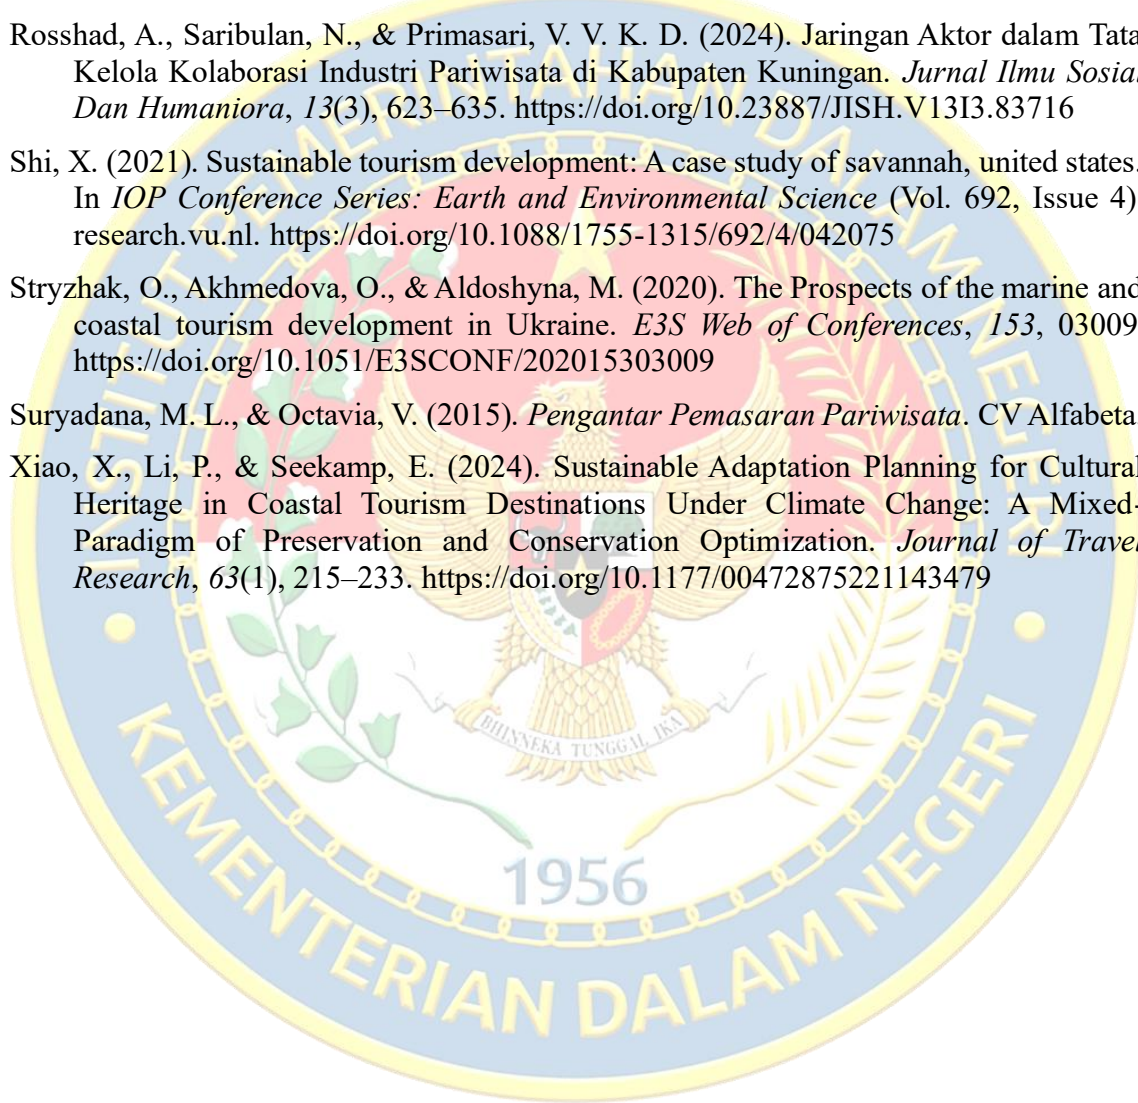 Rosshad, A., Saribulan, N., & Primasari, V. V. K. D. (2024). Jaringan Aktor dalam Tata
Kelola Kolaborasi Industri Pariwisata di Kabupaten Kuningan. Jurnal Ilmu Sosial
Dan Humaniora, 13(3), 623–635. https://doi.org/10.23887/JISH.V13I3.83716
Shi, X. (2021). Sustainable tourism development: A case study of savannah, united states.
In IOP Conference Series: Earth and Environmental Science (Vol. 692, Issue 4)
research.vu.nl. https://doi.org/10.1088/1755-1315/692/4/042075
Stryzhak, O., Akhmedova, O., & Aldoshyna, M. (2020). The Prospects of the marine and
coastal tourism development in Ukraine. E3S Web of Conferences, 153, 03009.
https://doi.org/10.1051/E3SCONF/202015303009
Suryadana, M. L., & Octavia, V. (2015). Pengantar Pemasaran Pariwisata. CV Alfabeta.
Xiao, X., Li, P., & Seekamp, E. (2024). Sustainable Adaptation Planning for Cultural
Heritage in Coastal Tourism Destinations Under Climate Change: A Mixed-
Paradigm of Preservation and Conservation Optimization. Journal of Travel
Research, 63(1), 215–233. https://doi.org/10.1177/00472875221143479
INSTITUT PEMERINTAHAN DALAM NEGERI
BHINNEKA TUNGGAL IKA
1956
KEMENTERIAN DALAM NEGERI